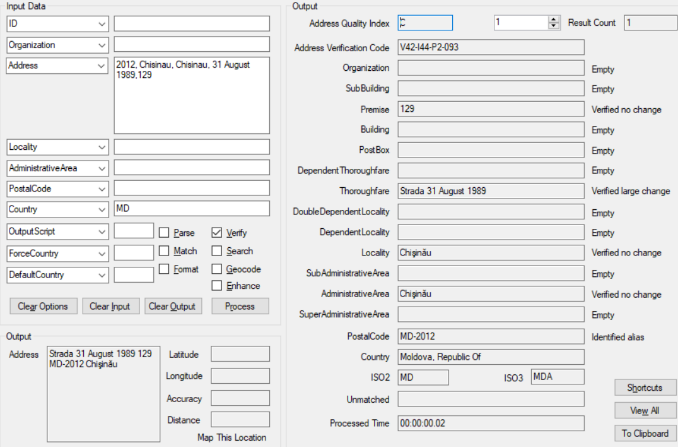 Input Data
ID
Organization
Address
2012, Chisinau, Chisinau, 31 August
1989,129
Locality
AdministrativeArea
PostalCode
Country MD
OutputScript
ForceCountry
DefaultCountry
Parse Verify
Match Search
Format Geocode
Enhance
Clear Options Clear Input Clear Output Process
Output
Address
Strada 31 August 1989 129
MD-2012 Chişinău
Latitude
Longitude
Accuracy
Distance
Map This Location
Output
Address Quality Index 1 Result Count 1
Address Verification Code V42-I44-P2-093
Organization Empty
SubBuilding Empty
Premise 129 Verified no change
Building Empty
PostBox Empty
DependentThoroughfare Empty
Thoroughfare Strada 31 August 1989 Verified large change
DoubleDependentLocality Empty
DependentLocality Empty
Locality Chişinău Verified no change
SubAdministrativeArea Empty
AdministrativeArea Chişinău Verified no change
SuperAdministrativeArea Empty
PostalCode MD-2012 Identified alias
Country Moldova, Republic Of
ISO2 MD ISO3 MDA
Unmatched
Processed Time 00:00:00.02
Shortcuts
View All
To Clipboard